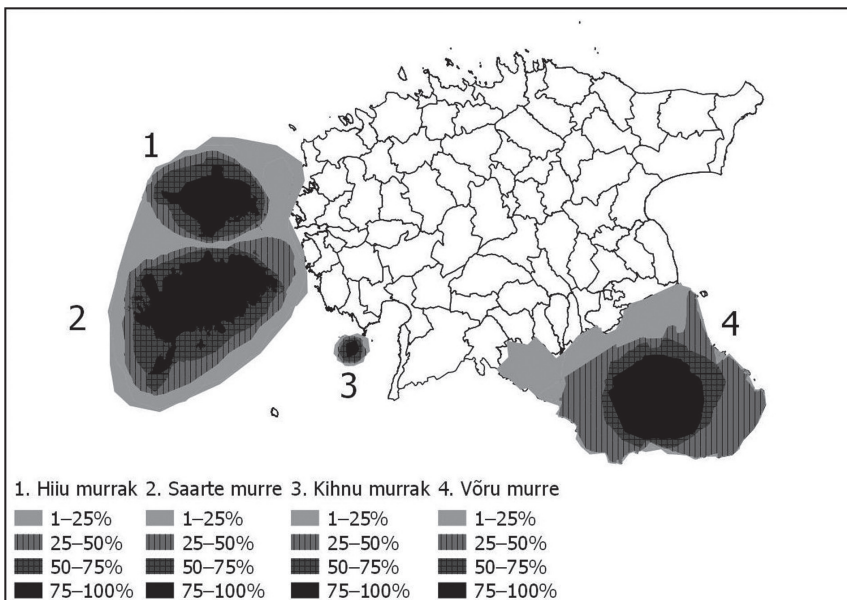 1
2
3
4
1. Hiiu murrak 2. Saarte murre 3. Kihnu murrak 4. Võru murre
1–25% 1–25% 1–25% 1–25%
25–50% 25–50% 25–50% 25–50%
50–75% 50–75% 50–75% 50–75%
75–100% 75–100% 75–100% 75–100%